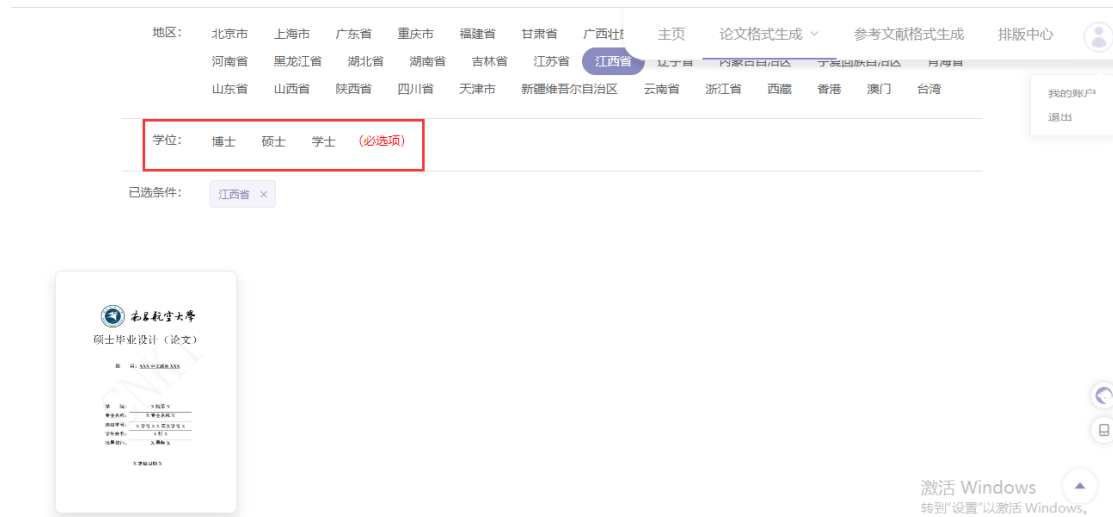 主页 论文格式生成 参考文献格式生成 排版中心
地区： 北京市 上海市 广东省 重庆市 福建省 甘肃省
河南省 黑龙江省 湖北省 湖南省 吉林省 江苏省 江西省
山东省 山西省 陕西省 四川省 天津市 新疆维吾尔自治区 云南省 浙江省 西藏 香港 澳门 台湾
我的账户
退出
学位： 博士 硕士 学士 (必选项)
已选条件： 江西省 ×
南昌航空大学
硕士毕业设计（论文）
CNKI
激活 Windows
转到"设置"以激活 Windows。